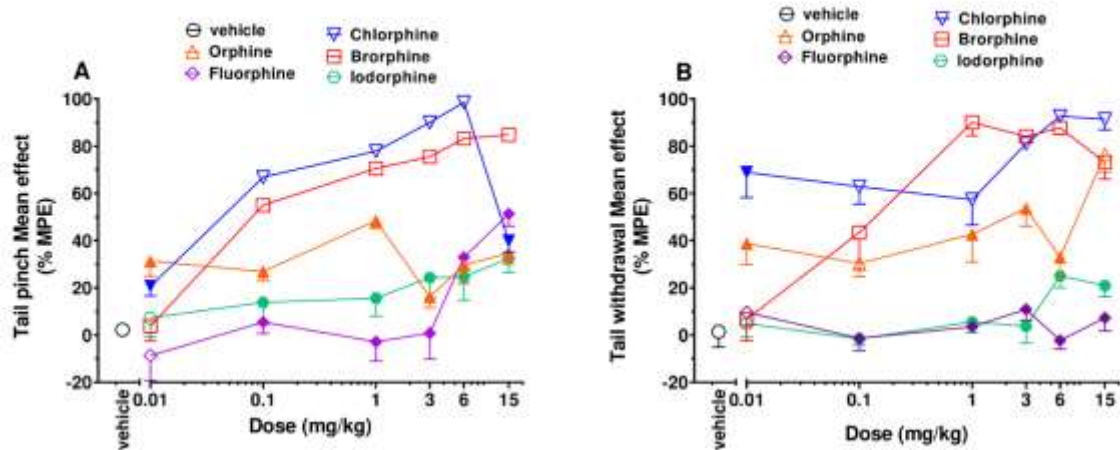 vehicle
Orphine
Fluorphine
Chlorphine
Brorphine
Iodorphine
A
Tail pinch Mean effect
(% MPE)
100
80
60
40
20
0
-20
vehicle
0.01
0.1
1
3
6
15
Dose (mg/kg)
vehicle
Orphine
Fluorphine
Chlorphine
Brorphine
Iodorphine
B
Tail withdrawal Mean effect
(% MPE)
100
80
60
40
20
0
-20
vehicle
0.01
0.1
1
3
6
15
Dose (mg/kg)